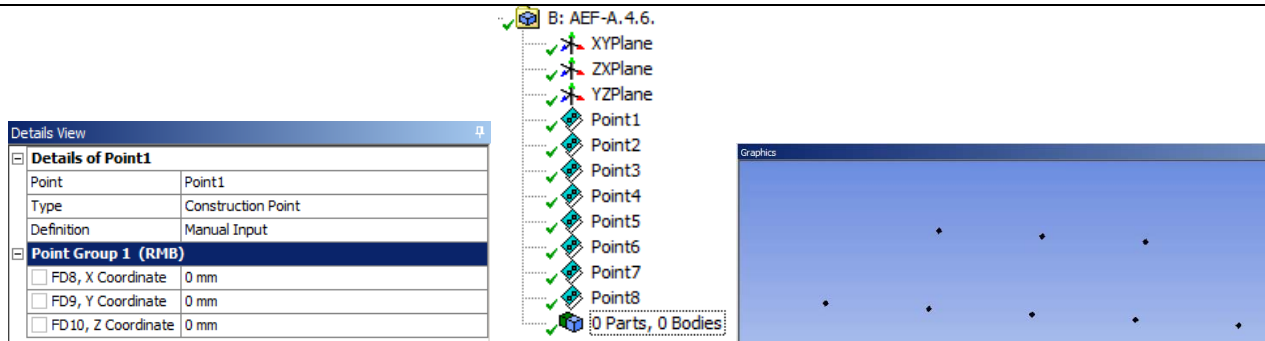 Details View
Details of Point1
Point Point1
Type Construction Point
Definition Manual Input
Point Group 1 (RMB)
FD8, X Coordinate 0 mm
FD9, Y Coordinate 0 mm
FD10, Z Coordinate 0 mm
B: AEF-A.4.6.
XYPlane
ZXPlane
YZPlane
Point1
Point2
Point3
Point4
Point5
Point6
Point7
Point8
0 Parts, 0 Bodies
Graphics